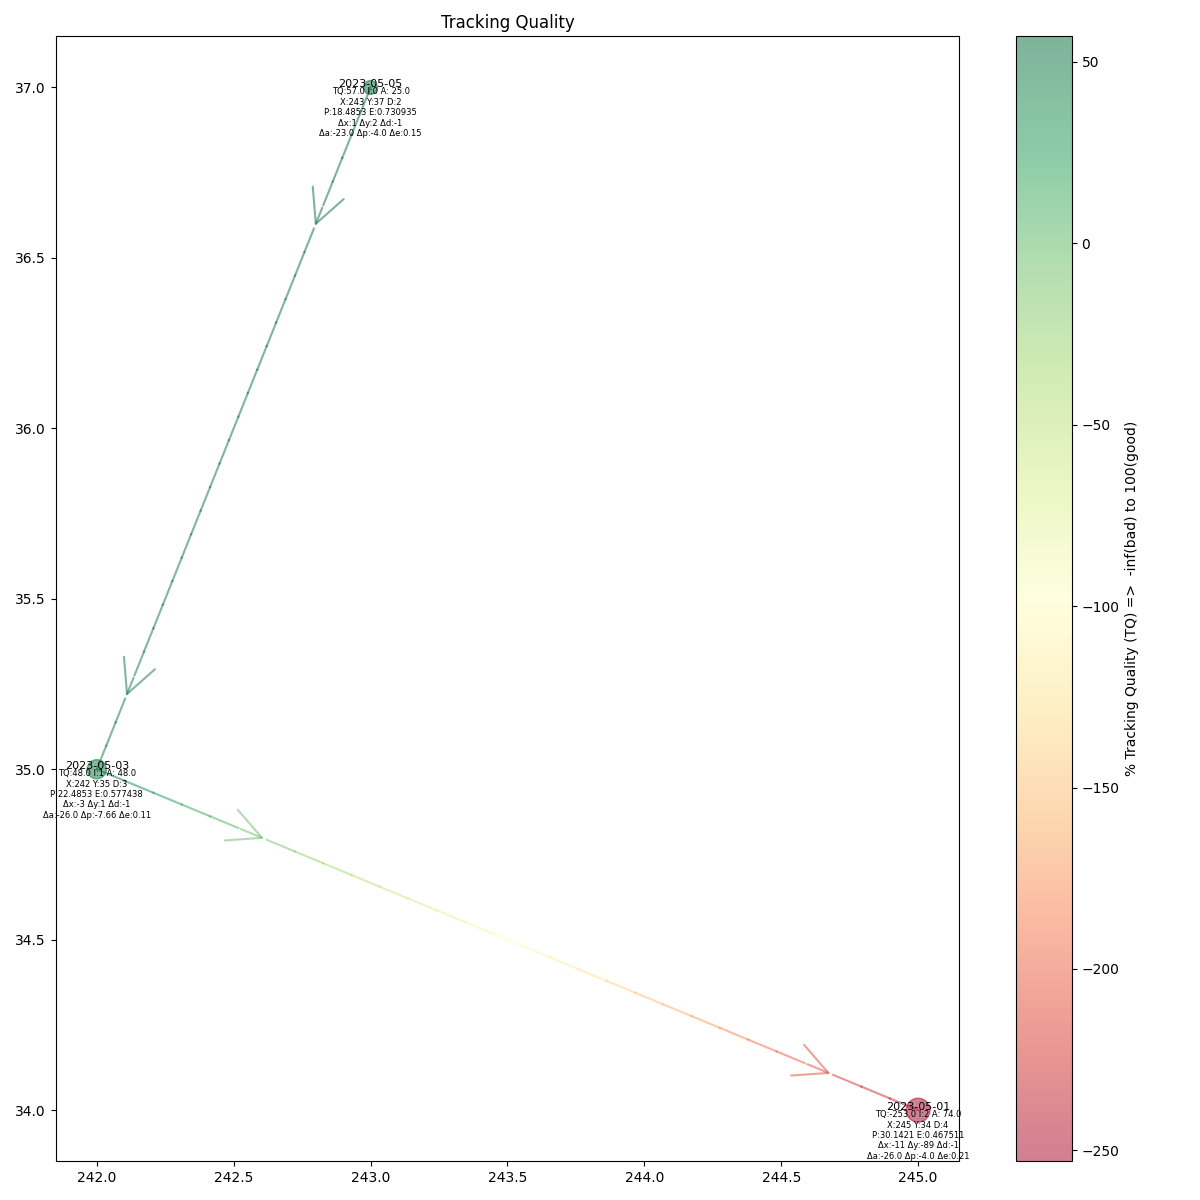 Tracking Quality
37.0
36.5
36.0
35.5
35.0
34.5
34.0
2023-05-05
TQ:57.0 I:0 A: 25.0
X:243 Y:37 D:2
P:18.4853 E:0.730935
Δx:1 Δy:2 Δd:-1
Δa:-23.0 Δp:-4.0 Δe:0.15
2023-05-03
TQ:48.0 I:1 A: 48.0
X:242 Y:35 D:3
P:22.4853 E:0.577438
Δx:-3 Δy:1 Δd:-1
Δa:-26.0 Δp:-7.66 Δe:0.11
2023-05-01
TQ:-253.0 I:2 A: 74.0
X:245 Y:34 D:4
P:30.1421 E:0.467511
Δx:-11 Δy:-89 Δd:-1
Δa:-26.0 Δp:-4.0 Δe:0.21
242.0 242.5 243.0 243.5 244.0 244.5 245.0
50
0
−50
−100
−150
−200
−250
% Tracking Quality (TQ) => -inf(bad) to 100(good)